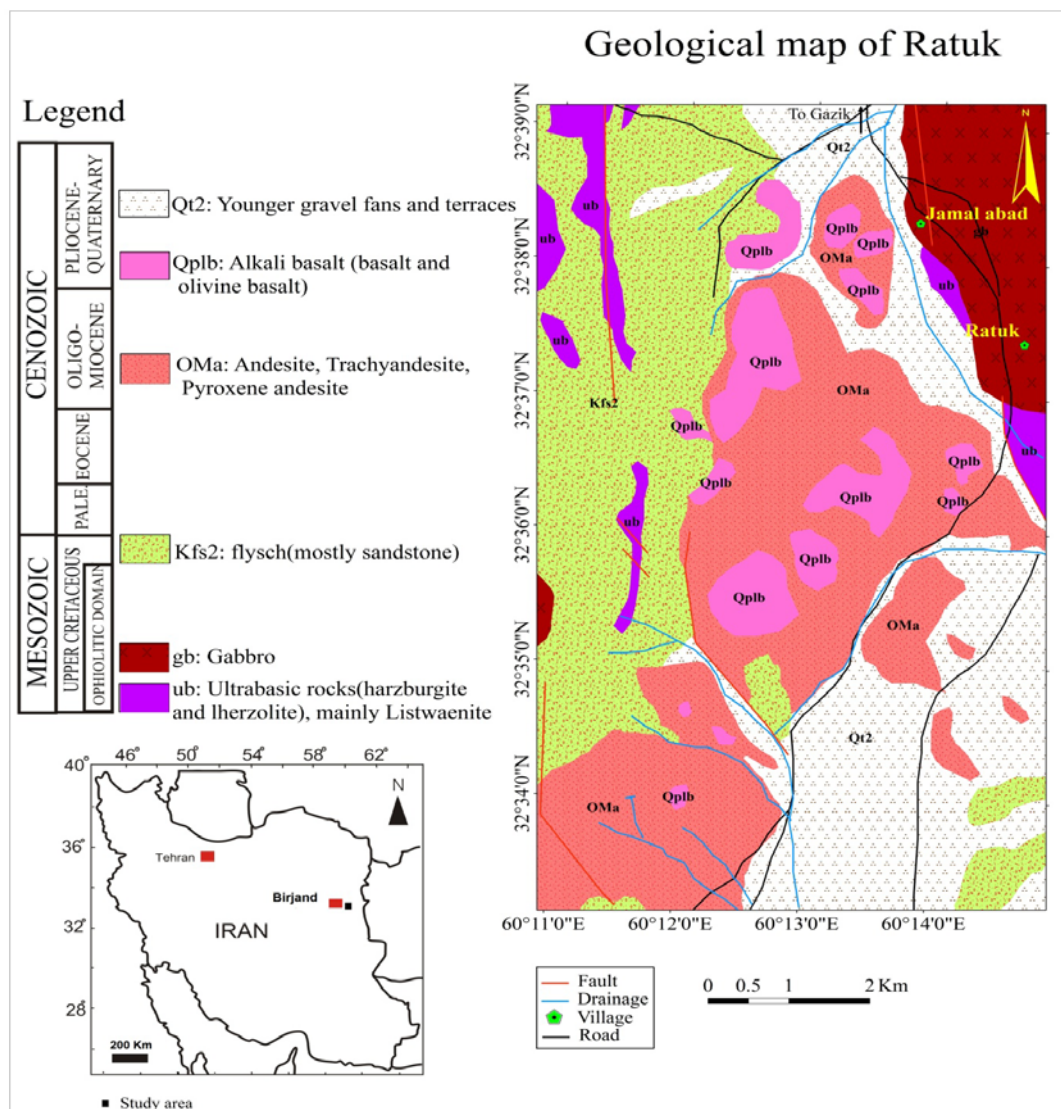 Geological map of Ratuk
Legend
CENOZOIC
MESOZOIC
PLIOCENE-
QUATERNARY
OLIGO-
MIOCENE
EOCENE
PALE.
UPPER CRETACEOUS
OPHIOLITIC DOMAIN
Qt2: Younger gravel fans and terraces
Qplb: Alkali basalt (basalt and
olivine basalt)
OMa: Andesite, Trachyandesite,
Pyroxene andesite
Kfs2: flysch(mostly sandstone)
gb: Gabbro
ub: Ultrabasic rocks(harzburgite
and lherzolite), mainly Listwaenite
32°39'0"N
32°38'0"N
32°37'0"N
32°36'0"N
32°35'0"N
32°34'0"N
60°11'0"E
60°12'0"E
60°13'0"E
60°14'0"E
To Gazik
N
Qt2
ub
Jamal abad
gb
Qplb
Qplb
Qplb
ub
Qplb
OMa
ub
Qplb
ub
Ratuk
Qplb
OMa
Kfs2
Qplb
ub
Qplb
Qplb
Qplb
Qplb
ub
Qplb
Qplb
OMa
Qt2
OMa
Qplb
46°
50°
54°
58°
62°
40°
36°
32°
28°
N
Tehran
Birjand
IRAN
200 Km
Study area
Fault
Drainage
Village
Road
0 0.5 1 2 Km